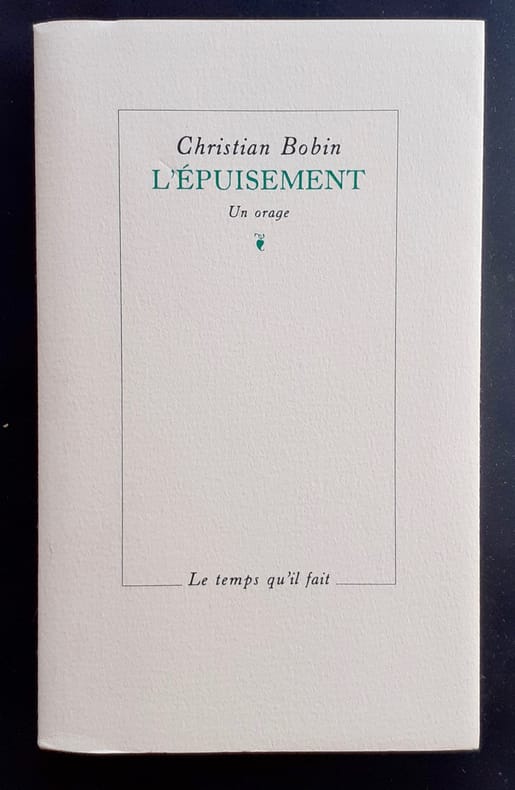 Christian Bobin
L'ÉPUISEMENT
Un orage
Le temps qu'il fait